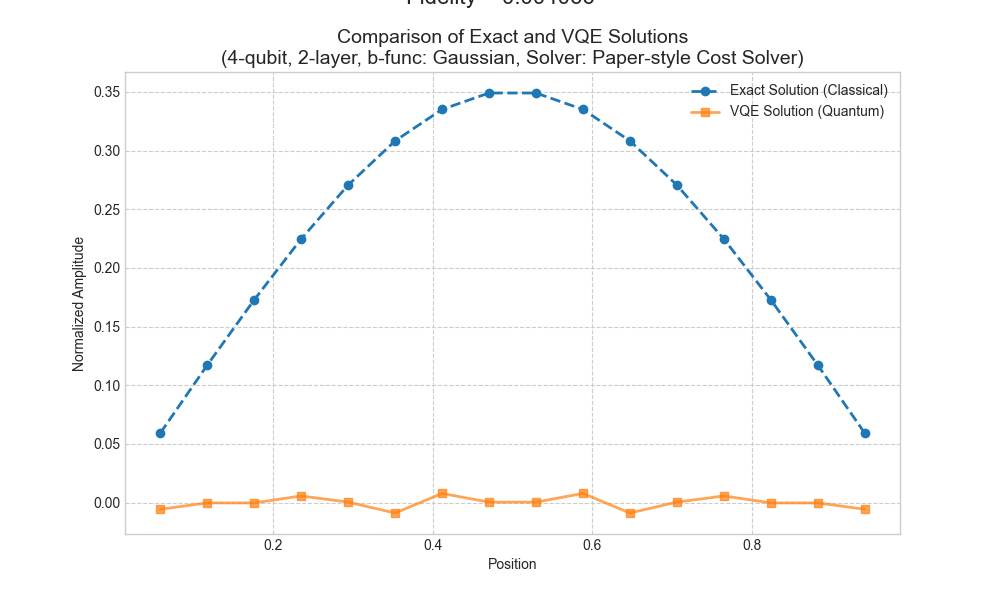 Comparison of Exact and VQE Solutions
(4-qubit, 2-layer, b-func: Gaussian, Solver: Paper-style Cost Solver)
Exact Solution (Classical)
VQE Solution (Quantum)
Normalized Amplitude
0.35
0.30
0.25
0.20
0.15
0.10
0.05
0.00
0.2 0.4 0.6 0.8
Position